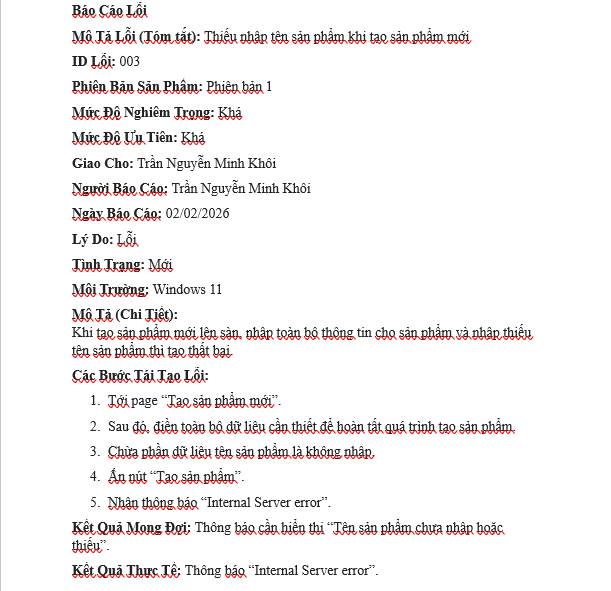 Báo Cáo Lỗi
Mô Tả Lỗi (Tóm tắt): Thiếu nhập tên sản phẩm khi tạo sản phẩm mới
ID Lỗi: 003
Phiên Bản Sản Phẩm: Phiên bản 1
Mức Độ Nghiêm Trọng: Khá
Mức Độ Ưu Tiên: Khá
Giao Cho: Trần Nguyễn Minh Khôi
Người Báo Cáo: Trần Nguyễn Minh Khôi
Ngày Báo Cáo: 02/02/2026
Lý Do: Lỗi
Tình Trạng: Mới
Môi Trường: Windows 11
Mô Tả (Chi Tiết):
Khi tạo sản phẩm mới lên sàn, nhập toàn bộ thông tin cho sản phẩm và nhập thiếu
tên sản phẩm thì tạo thất bại.
Các Bước Tái Tạo Lỗi:
1. Tới page “Tạo sản phẩm mới”.
2. Sau đó, điền toàn bộ dữ liệu cần thiết để hoàn tất quá trình tạo sản phẩm.
3. Chừa phần dữ liệu tên sản phẩm là không nhập.
4. Ấn nút “Tạo sản phẩm”.
5. Nhận thông báo “Internal Server error”.
Kết Quả Mong Đợi: Thông báo cần hiển thị “Tên sản phẩm chưa nhập hoặc
thiếu”.
Kết Quả Thực Tế: Thông báo “Internal Server error”.